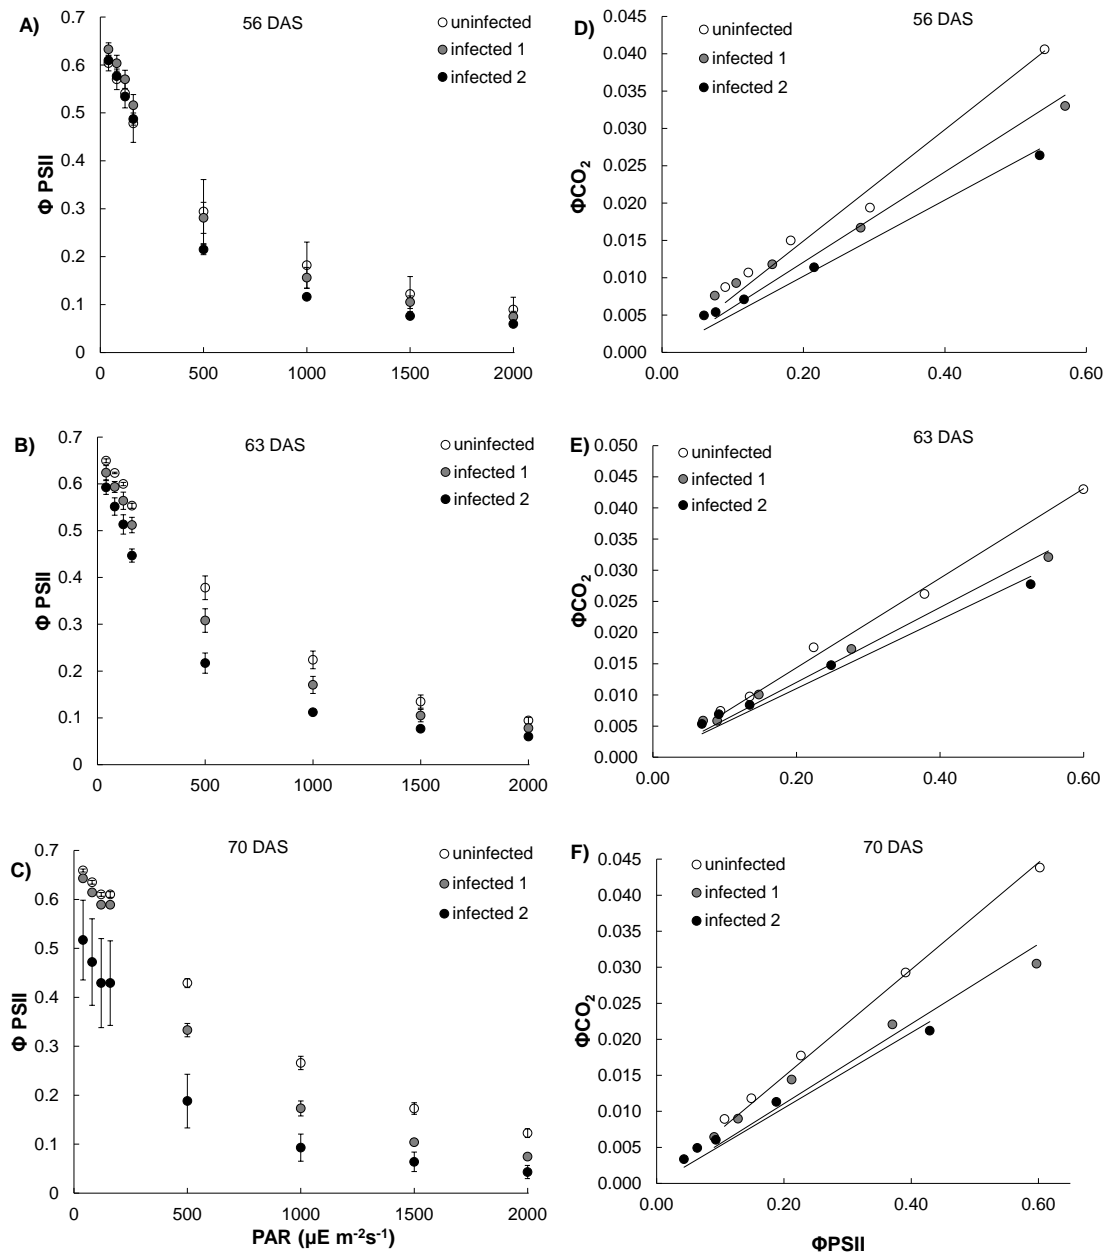 A)
56 DAS
uninfected
infected 1
infected 2
0.7
0.6
0.5
0.4
0.3
0.2
0.1
0
Φ PSII
0 500 1000 1500 2000
D)
56 DAS
uninfected
infected 1
infected 2
0.045
0.040
0.035
0.030
0.025
0.020
0.015
0.010
0.005
0.000
ΦCO₂
0.00 0.20 0.40 0.60
B)
63 DAS
uninfected
infected 1
infected 2
0.7
0.6
0.5
0.4
0.3
0.2
0.1
0
Φ PSII
0 500 1000 1500 2000
E)
63 DAS
uninfected
infected 1
infected 2
0.050
0.045
0.040
0.035
0.030
0.025
0.020
0.015
0.010
0.005
0.000
ΦCO₂
0.00 0.20 0.40 0.60
C)
70 DAS
uninfected
infected 1
infected 2
0.7
0.6
0.5
0.4
0.3
0.2
0.1
0
Φ PSII
0 500 1000 1500 2000
PAR (µE m⁻²s⁻¹)
F)
70 DAS
uninfected
infected 1
infected 2
0.045
0.040
0.035
0.030
0.025
0.020
0.015
0.010
0.005
0.000
ΦCO₂
0.00 0.20 0.40 0.60
ΦPSII